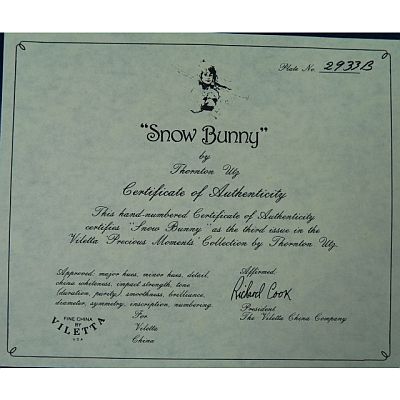 Plate No. 2933B
"Snow Bunny"
by
Thornton Utz
Certificate of Authenticity
This hand-numbered Certificate of Authenticity
certifies "Snow Bunny" as the third issue in the
Viletta 'Precious Moments' Collection by Thornton Utz.
Approved: major hues, minor hues, detail,
china whiteness, impact strength, tone
(duration, purity), smoothness, brilliance,
diameter, symmetry, inscription, numbering.
For
Viletta
China
FINE CHINA
BY
VILETTA
U.S.A.
Affirmed,
Richard Cook
President
The Viletta China Company